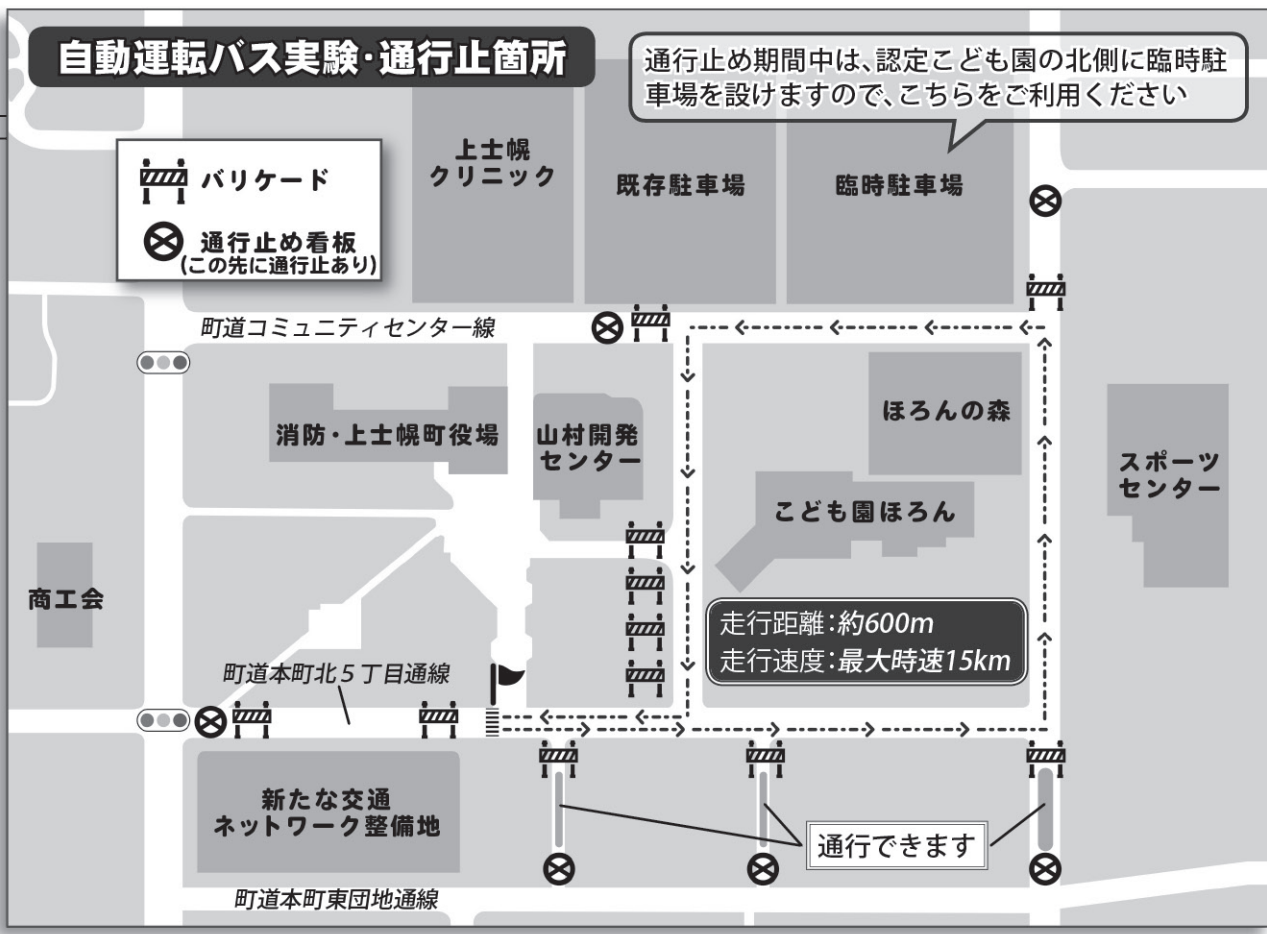 自動運転バス実験･通行止箇所
通行止め期間中は、認定こども園の北側に臨時駐
車場を設けますので、こちらをご利用ください
バリケード
通行止め看板
(この先に通行止あり)
上士幌
クリニック
既存駐車場
臨時駐車場
町道コミュニティセンター線
消防･上士幌町役場
山村開発
センター
ほろんの森
こども園ほろん
スポーツ
センター
商工会
走行距離:約600m
走行速度:最大時速15km
町道本町北5丁目通線
新たな交通
ネットワーク整備地
通行できます
町道本町東団地通線